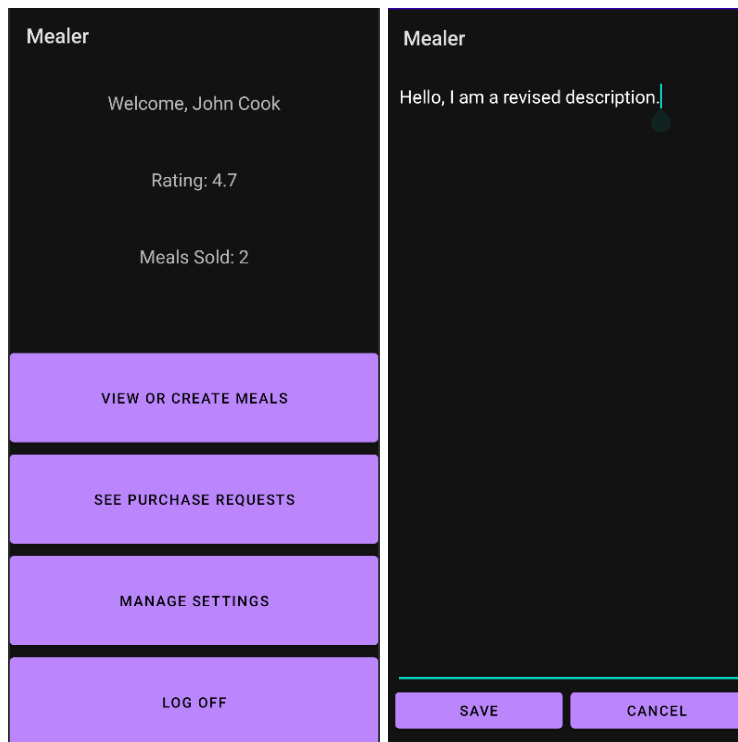 Mealer
Welcome, John Cook
Rating: 4.7
Meals Sold: 2
VIEW OR CREATE MEALS
SEE PURCHASE REQUESTS
MANAGE SETTINGS
LOG OFF
Mealer
Hello, I am a revised description.
SAVE
CANCEL